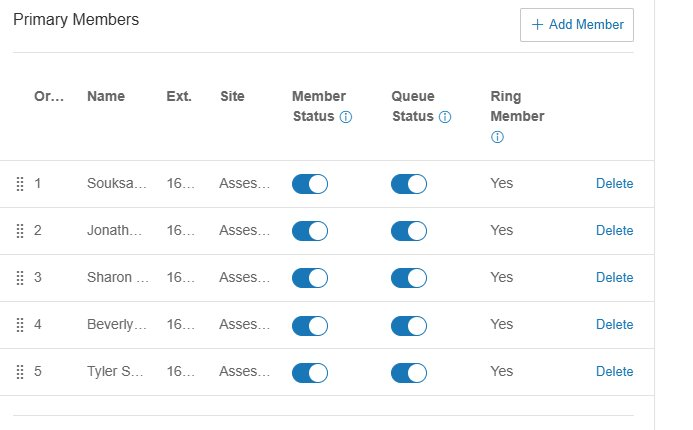 Primary Members
+ Add Member
Or... Name Ext. Site Member Status ⓘ Queue Status ⓘ Ring Member ⓘ
1 Souksa... 16... Asses... Yes Delete
2 Jonath... 16... Asses... Yes Delete
3 Sharon ... 16... Asses... Yes Delete
4 Beverly... 16... Asses... Yes Delete
5 Tyler S... 16... Asses... Yes Delete